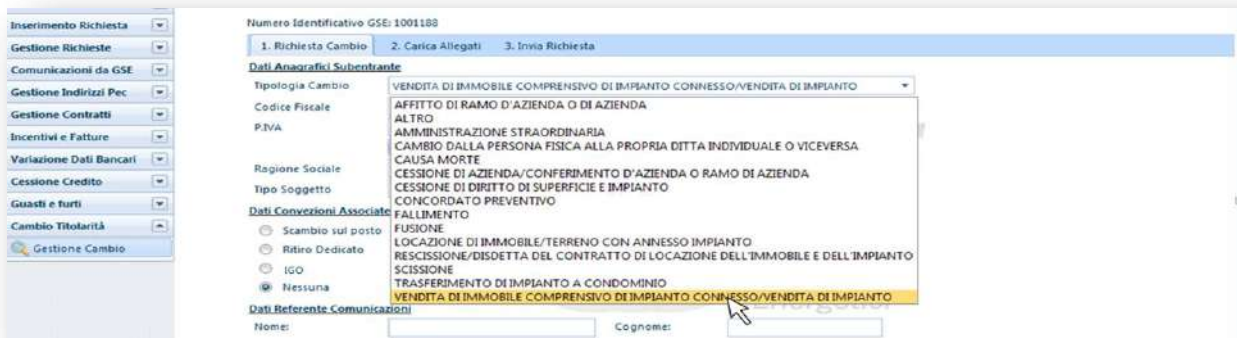 Inserimento Richiesta
Gestione Richieste
Comunicazioni da GSE
Gestione Indirizzi Pec
Gestione Contratti
Incentivi e Fatture
Variazione Dati Bancari
Cessione Credito
Guasti e furti
Cambio Titolarità
Gestione Cambio
Numero Identificativo GSE: 1001188
1. Richiesta Cambio 2. Carica Allegati 3. Invia Richiesta
Dati Anagrafici Subentrante
Tipologia Cambio VENDITA DI IMMOBILE COMPRENSIVO DI IMPIANTO CONNESSO/VENDITA DI IMPIANTO
Codice Fiscale
P.IVA
Ragione Sociale
Tipo Soggetto
AFFITTO DI RAMO D'AZIENDA O DI AZIENDA
ALTRO
AMMINISTRAZIONE STRAORDINARIA
CAMBIO DALLA PERSONA FISICA ALLA PROPRIA DITTA INDIVIDUALE O VICEVERSA
CAUSA MORTE
CESSIONE DI AZIENDA/CONFERIMENTO D'AZIENDA O RAMO DI AZIENDA
CESSIONE DI DIRITTO DI SUPERFICIE E IMPIANTO
CONCORDATO PREVENTIVO
FALLIMENTO
FUSIONE
LOCAZIONE DI IMMOBILE/TERRENO CON ANNESSO IMPIANTO
RESCISSIONE/DISDETTA DEL CONTRATTO DI LOCAZIONE DELL'IMMOBILE E DELL'IMPIANTO
SCISSIONE
TRASFERIMENTO DI IMPIANTO A CONDOMINIO
VENDITA DI IMMOBILE COMPRENSIVO DI IMPIANTO CONNESSO/VENDITA DI IMPIANTO
Dati Convezioni Associate
Scambio sul posto
Ritiro Dedicato
IGO
Nessuna
Dati Referente Comunicazioni
Nome: Cognome: